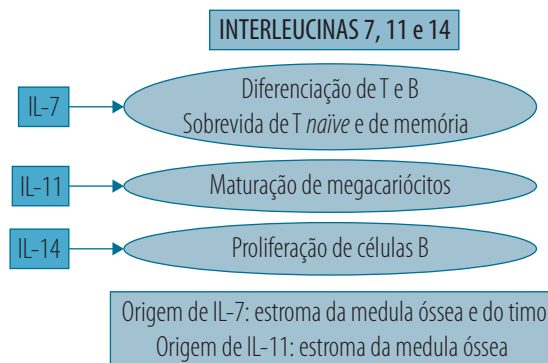 INTERLEUCINAS 7, 11 e 14
IL-7
Diferenciação de T e B
Sobrevida de T naïve e de memória
IL-11
Maturação de megacariócitos
IL-14
Proliferação de células B
Origem de IL-7: estroma da medula óssea e do timo
Origem de IL-11: estroma da medula óssea